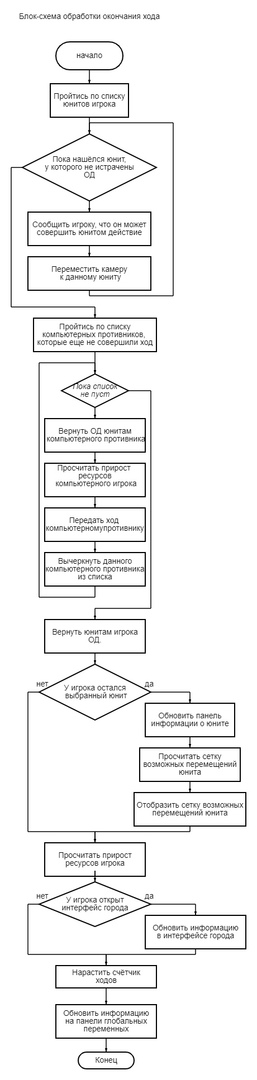 Блок-схема обработки окончания хода
начало
Пройтись по списку
юнитов игрока
Пока нашёлся юнит,
у которого не истрачены
ОД
Сообщить игроку, что он может
совершить юнитом действие
Переместить камеру
к данному юниту
Пройтись по списку
компьютерных противников,
которые еще не совершили ход
Пока список
не пуст
Вернуть ОД юнитам
компьютерного противника
Просчитать прирост
ресурсов
компьютерного игрока
Передать ход
компьютерномупротивнику
Вычеркнуть данного
компьютерного противника
из списка
Вернуть юнитам игрока
ОД.
нет
У игрока остался
выбранный юнит
да
Обновить панель
информации о юните
Просчитать сетку
возможных перемещений
юнита
Отобразить сетку возможных
перемещений юнита
Просчитать прирост
ресурсов игрока
нет
У игрока открыт
интерфейс города
да
Обновить информацию
в интерфейсе города
Нарастить счётчик
ходов
Обновить информацию
на панели глобальных
переменных
Конец